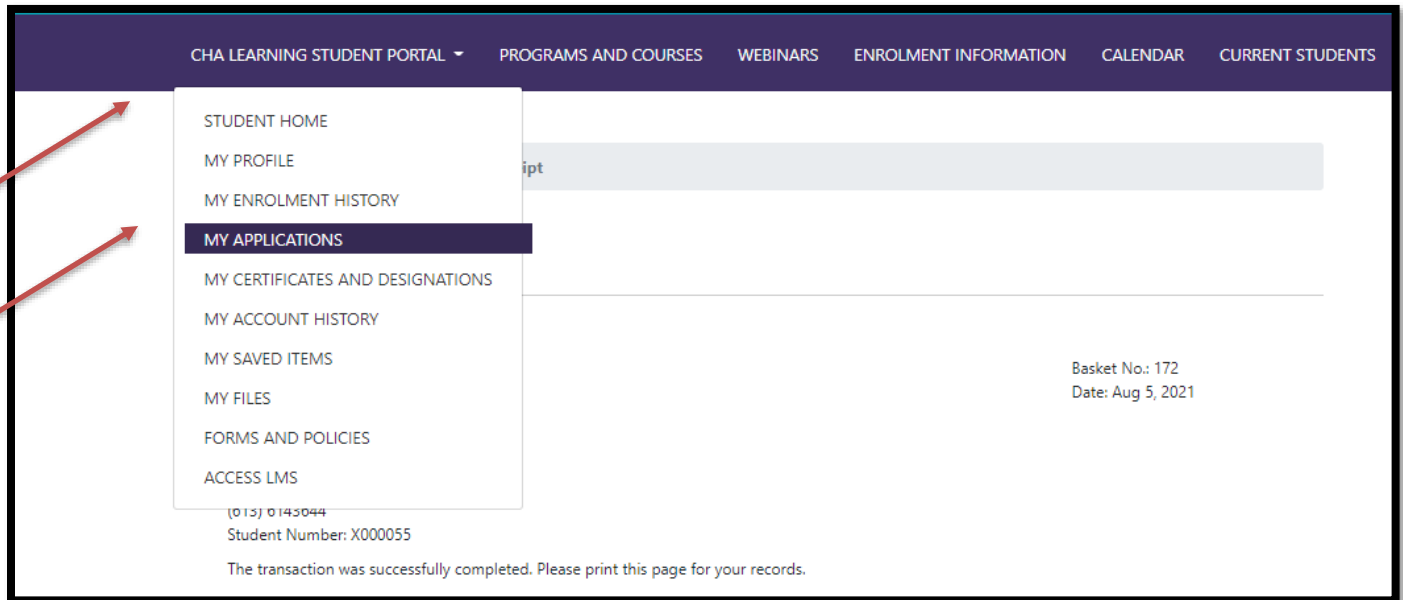 CHA LEARNING STUDENT PORTAL PROGRAMS AND COURSES WEBINARS ENROLMENT INFORMATION CALENDAR CURRENT STUDENTS
STUDENT HOME
MY PROFILE
ipt
MY ENROLMENT HISTORY
MY APPLICATIONS
MY CERTIFICATES AND DESIGNATIONS
MY ACCOUNT HISTORY
MY SAVED ITEMS
Basket No.: 172
Date: Aug 5, 2021
MY FILES
FORMS AND POLICIES
ACCESS LMS
(613) 6143644
Student Number: X000055
The transaction was successfully completed. Please print this page for your records.